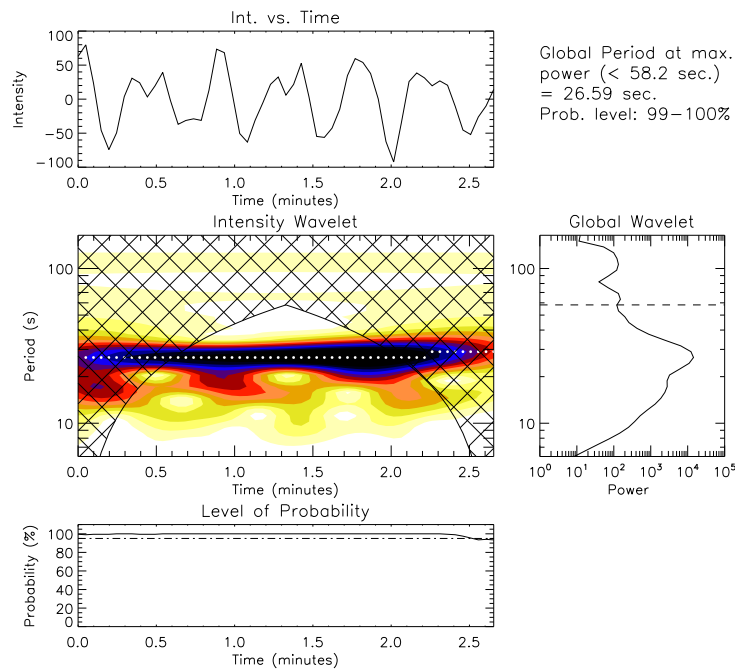 Int. vs. Time
Global Period at max.
power (< 58.2 sec.)
= 26.59 sec.
Prob. level: 99−100%
Intensity
100
50
0
−50
−100
0.0 0.5 1.0 1.5 2.0 2.5
Time (minutes)
Intensity Wavelet
Global Wavelet
Period (s)
100
10
100
10
0.0 0.5 1.0 1.5 2.0 2.5
Time (minutes)
10^0 10^1 10^2 10^3 10^4 10^5
Power
Level of Probability
Probability (%)
100
80
60
40
20
0
0.0 0.5 1.0 1.5 2.0 2.5
Time (minutes)